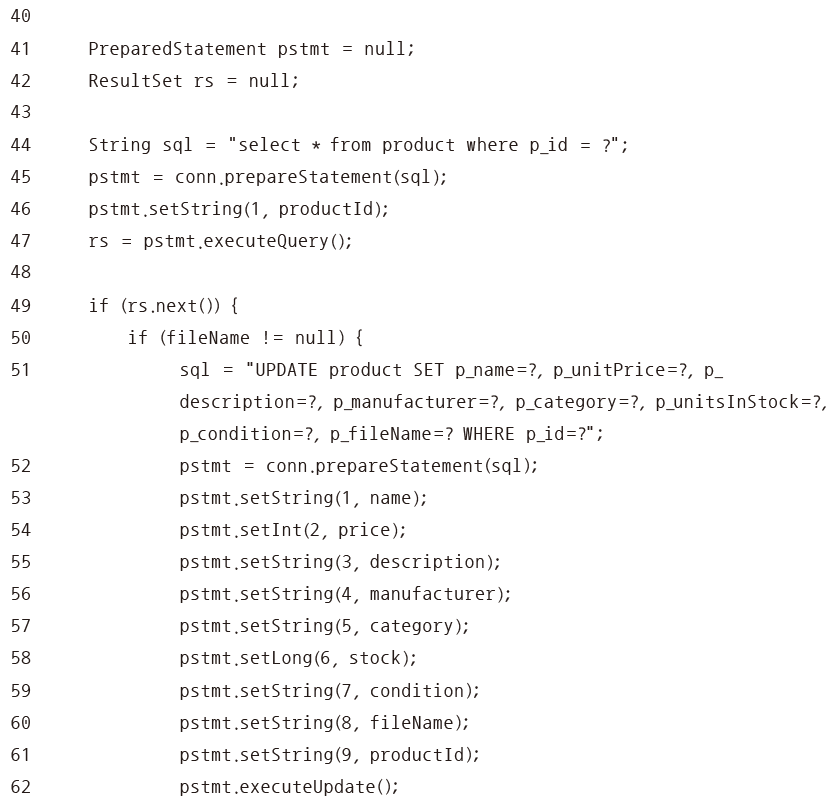 40
41 PreparedStatement pstmt = null;
42 ResultSet rs = null;
43
44 String sql = "select * from product where p_id = ?";
45 pstmt = conn.prepareStatement(sql);
46 pstmt.setString(1, productId);
47 rs = pstmt.executeQuery();
48
49 if (rs.next()) {
50 if (fileName != null) {
51 sql = "UPDATE product SET p_name=?, p_unitPrice=?, p_
description=?, p_manufacturer=?, p_category=?, p_unitsInStock=?,
p_condition=?, p_fileName=? WHERE p_id=?";
52 pstmt = conn.prepareStatement(sql);
53 pstmt.setString(1, name);
54 pstmt.setInt(2, price);
55 pstmt.setString(3, description);
56 pstmt.setString(4, manufacturer);
57 pstmt.setString(5, category);
58 pstmt.setLong(6, stock);
59 pstmt.setString(7, condition);
60 pstmt.setString(8, fileName);
61 pstmt.setString(9, productId);
62 pstmt.executeUpdate();